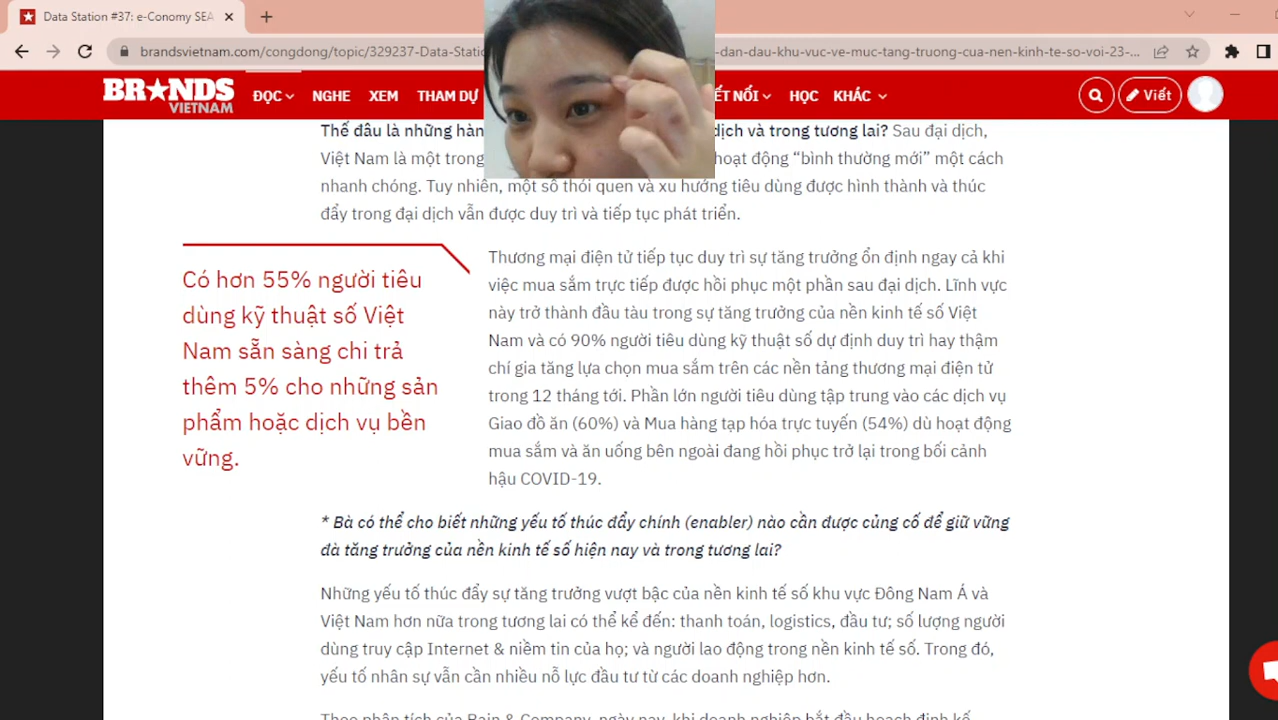 Data Station #37: e-Conomy SEA
brandsvietnam.com/congdong/topic/329237-Data-Stati
-dan-dau-khu-vuc-ve-muc-tang-truong-cua-nen-kinh-te-so-voi-23-...
BRANDS
VIETNAM
ĐỌC
NGHE
XEM
THAM DỰ
ẾT NỐI
HỌC
KHÁC
Viết
Thế đâu là những hàn
dịch và trong tương lai? Sau đại dịch,
Việt Nam là một trong
hoạt động “bình thường mới” một cách
nhanh chóng. Tuy nhiên, một số thói quen và xu hướng tiêu dùng được hình thành và thúc
đẩy trong đại dịch vẫn được duy trì và tiếp tục phát triển.
Có hơn 55% người tiêu
dùng kỹ thuật số Việt
Nam sẵn sàng chi trả
thêm 5% cho những sản
phẩm hoặc dịch vụ bền
vững.
Thương mại điện tử tiếp tục duy trì sự tăng trưởng ổn định ngay cả khi
việc mua sắm trực tiếp được hồi phục một phần sau đại dịch. Lĩnh vực
này trở thành đầu tàu trong sự tăng trưởng của nền kinh tế số Việt
Nam và có 90% người tiêu dùng kỹ thuật số dự định duy trì hay thậm
chí gia tăng lựa chọn mua sắm trên các nền tảng thương mại điện tử
trong 12 tháng tới. Phần lớn người tiêu dùng tập trung vào các dịch vụ
Giao đồ ăn (60%) và Mua hàng tạp hóa trực tuyến (54%) dù hoạt động
mua sắm và ăn uống bên ngoài đang hồi phục trở lại trong bối cảnh
hậu COVID-19.
* Bà có thể cho biết những yếu tố thúc đẩy chính (enabler) nào cần được củng cố để giữ vững
đà tăng trưởng của nền kinh tế số hiện nay và trong tương lai?
Những yếu tố thúc đẩy sự tăng trưởng vượt bậc của nền kinh tế số khu vực Đông Nam Á và
Việt Nam hơn nữa trong tương lai có thể kể đến: thanh toán, logistics, đầu tư; số lượng người
dùng truy cập Internet & niềm tin của họ; và người lao động trong nền kinh tế số. Trong đó,
yếu tố nhân sự vẫn cần nhiều nỗ lực đầu tư từ các doanh nghiệp hơn.
Theo phân tích của Bain & Company, ngày nay, khi doanh nghiệp bắt đầu hoạch định kế